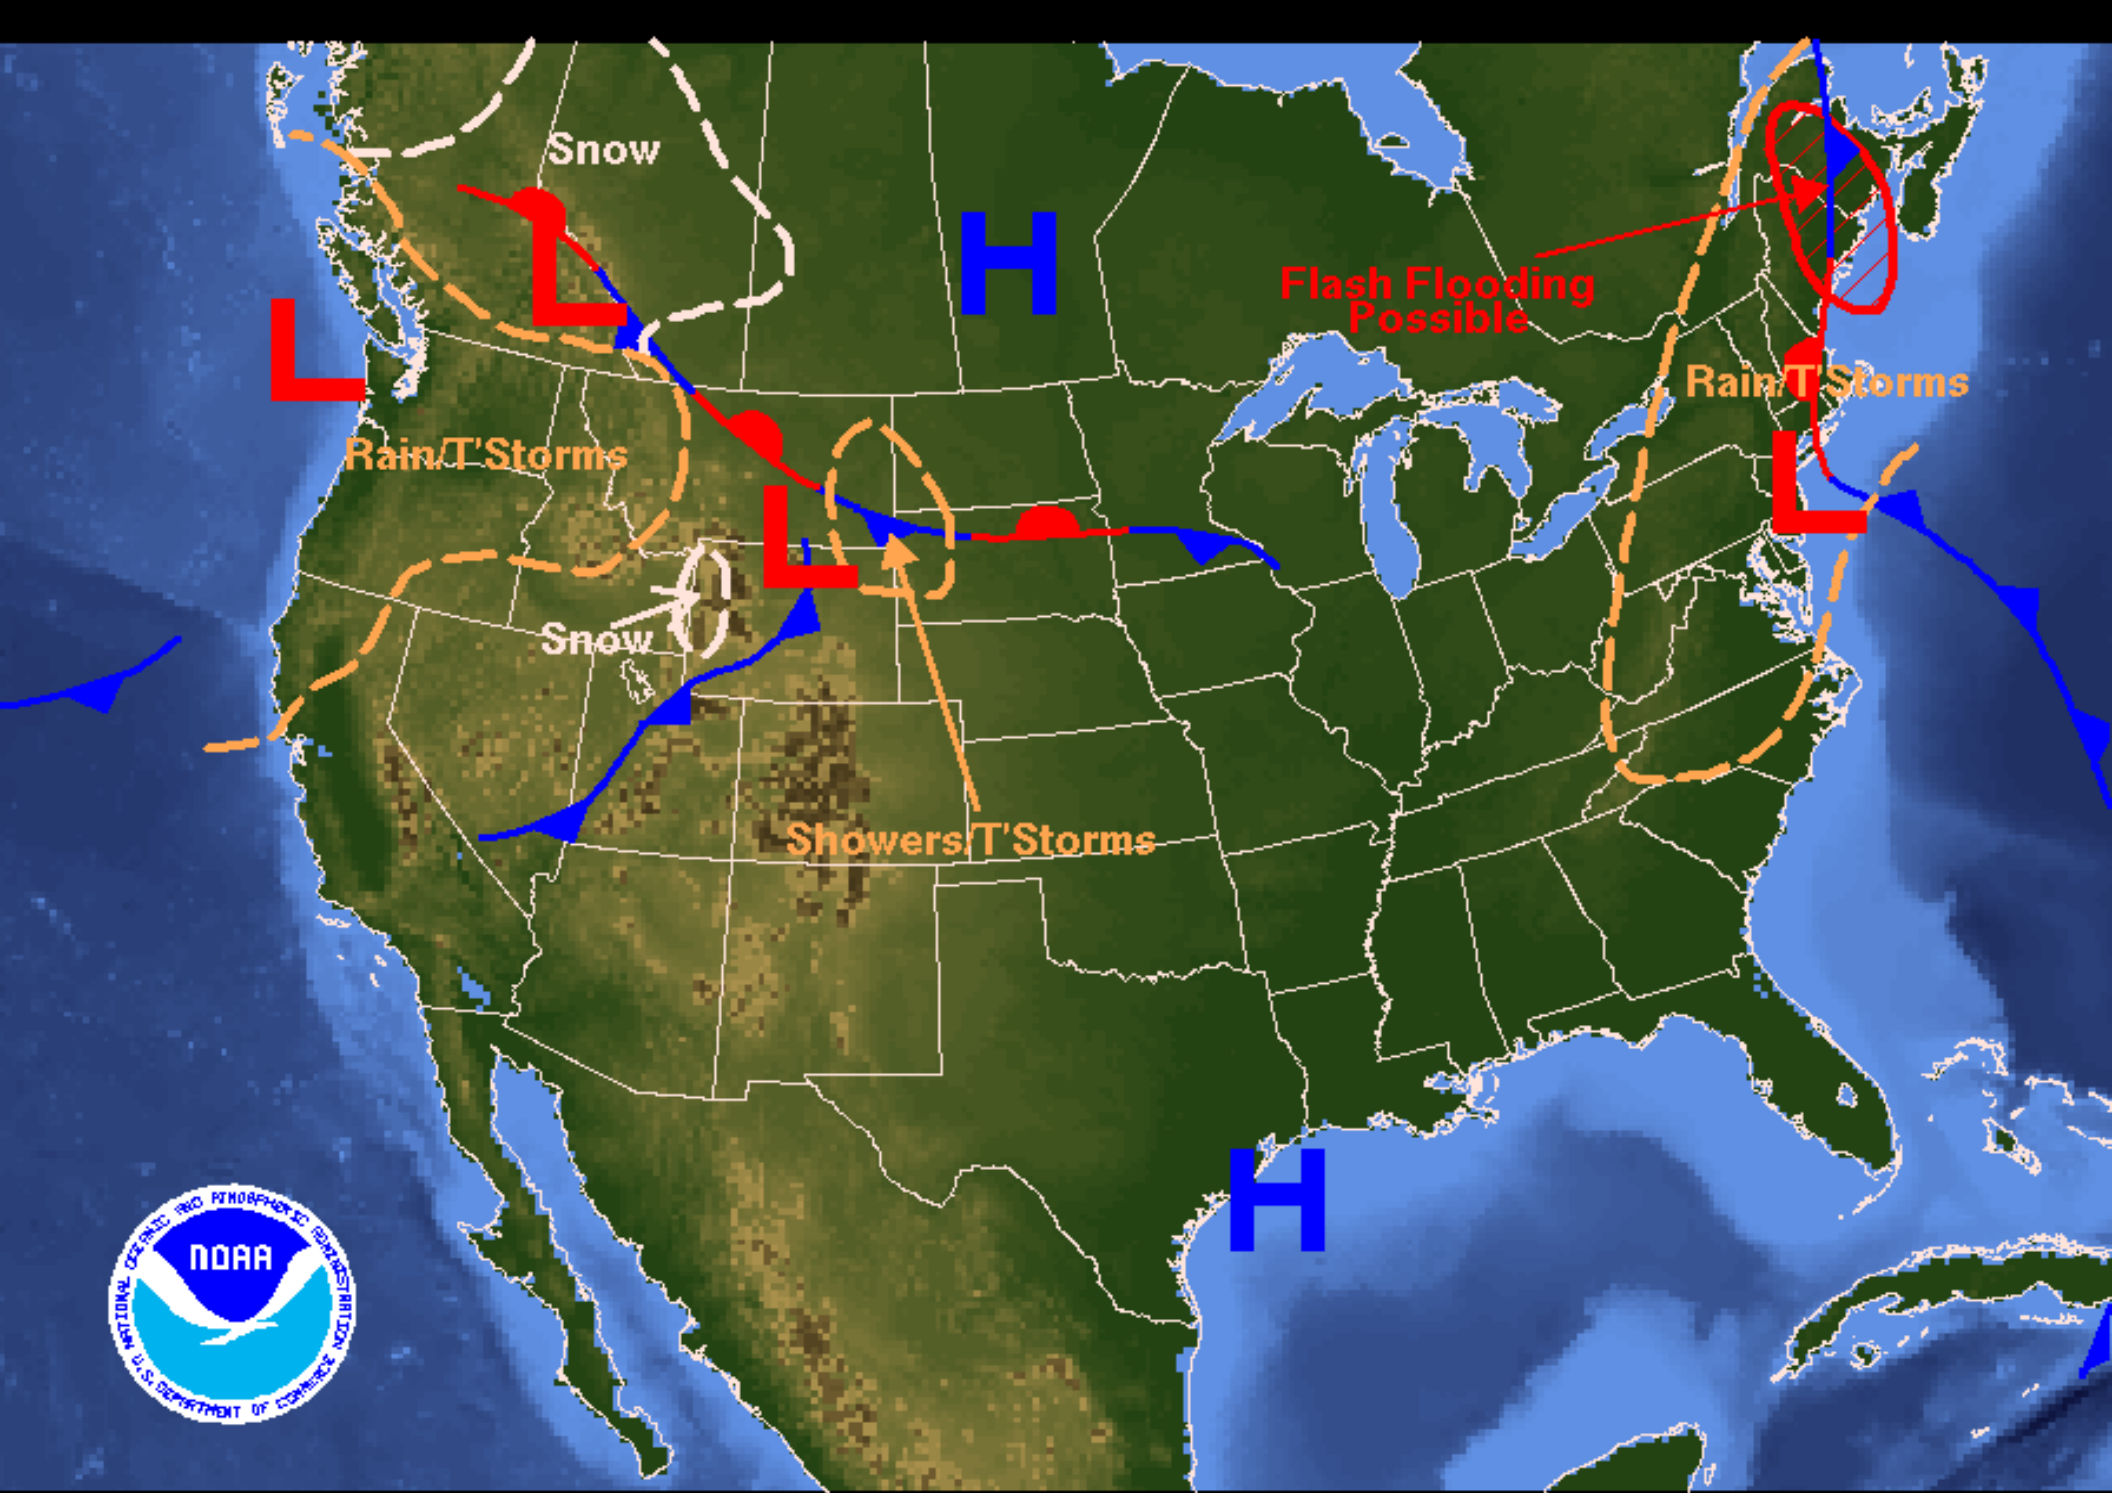 Snow
H
L
L
Flash Flooding
Possible
Rain/T'Storms
Rain/T'Storms
L
L
Snow
Showers/T'Storms
H
NOAA
NATIONAL OCEANIC AND ATMOSPHERIC ADMINISTRATION
U.S. DEPARTMENT OF COMMERCE